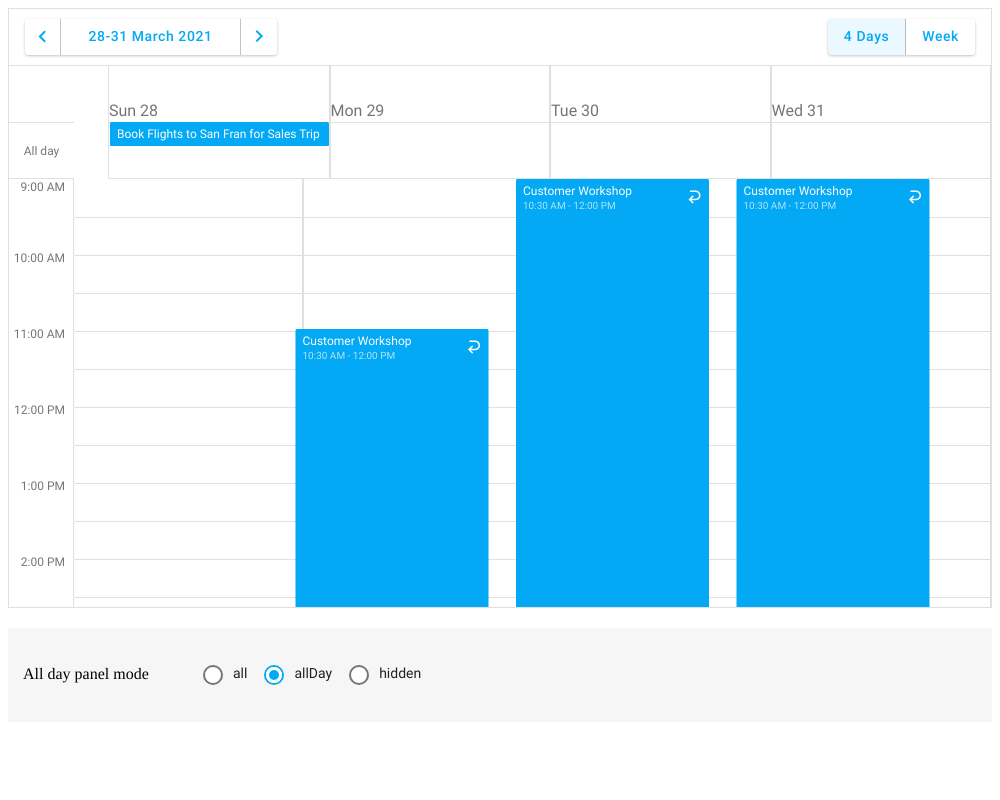 28-31 March 2021
4 Days
Week
Sun 28
Mon 29
Tue 30
Wed 31
All day
Book Flights to San Fran for Sales Trip
9:00 AM
10:00 AM
11:00 AM
12:00 PM
1:00 PM
2:00 PM
Customer Workshop
10:30 AM - 12:00 PM
Customer Workshop
10:30 AM - 12:00 PM
Customer Workshop
10:30 AM - 12:00 PM
All day panel mode
all
allDay
hidden